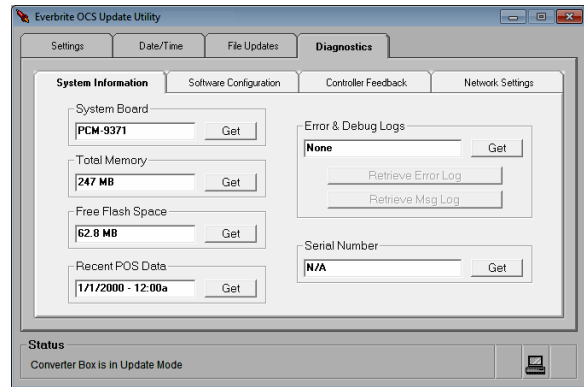 Everbrite OCS Update Utility
Settings
Date/Time
File Updates
Diagnostics
System Information
Software Configuration
Controller Feedback
Network Settings
System Board
PCM-9371
Get
Total Memory
247 MB
Get
Free Flash Space
62.8 MB
Get
Recent POS Data
1/1/2000 - 12:00a
Get
Error & Debug Logs
None
Get
Retrieve Error Log
Retrieve Msg Log
Serial Number
N/A
Get
Status
Converter Box is in Update Mode